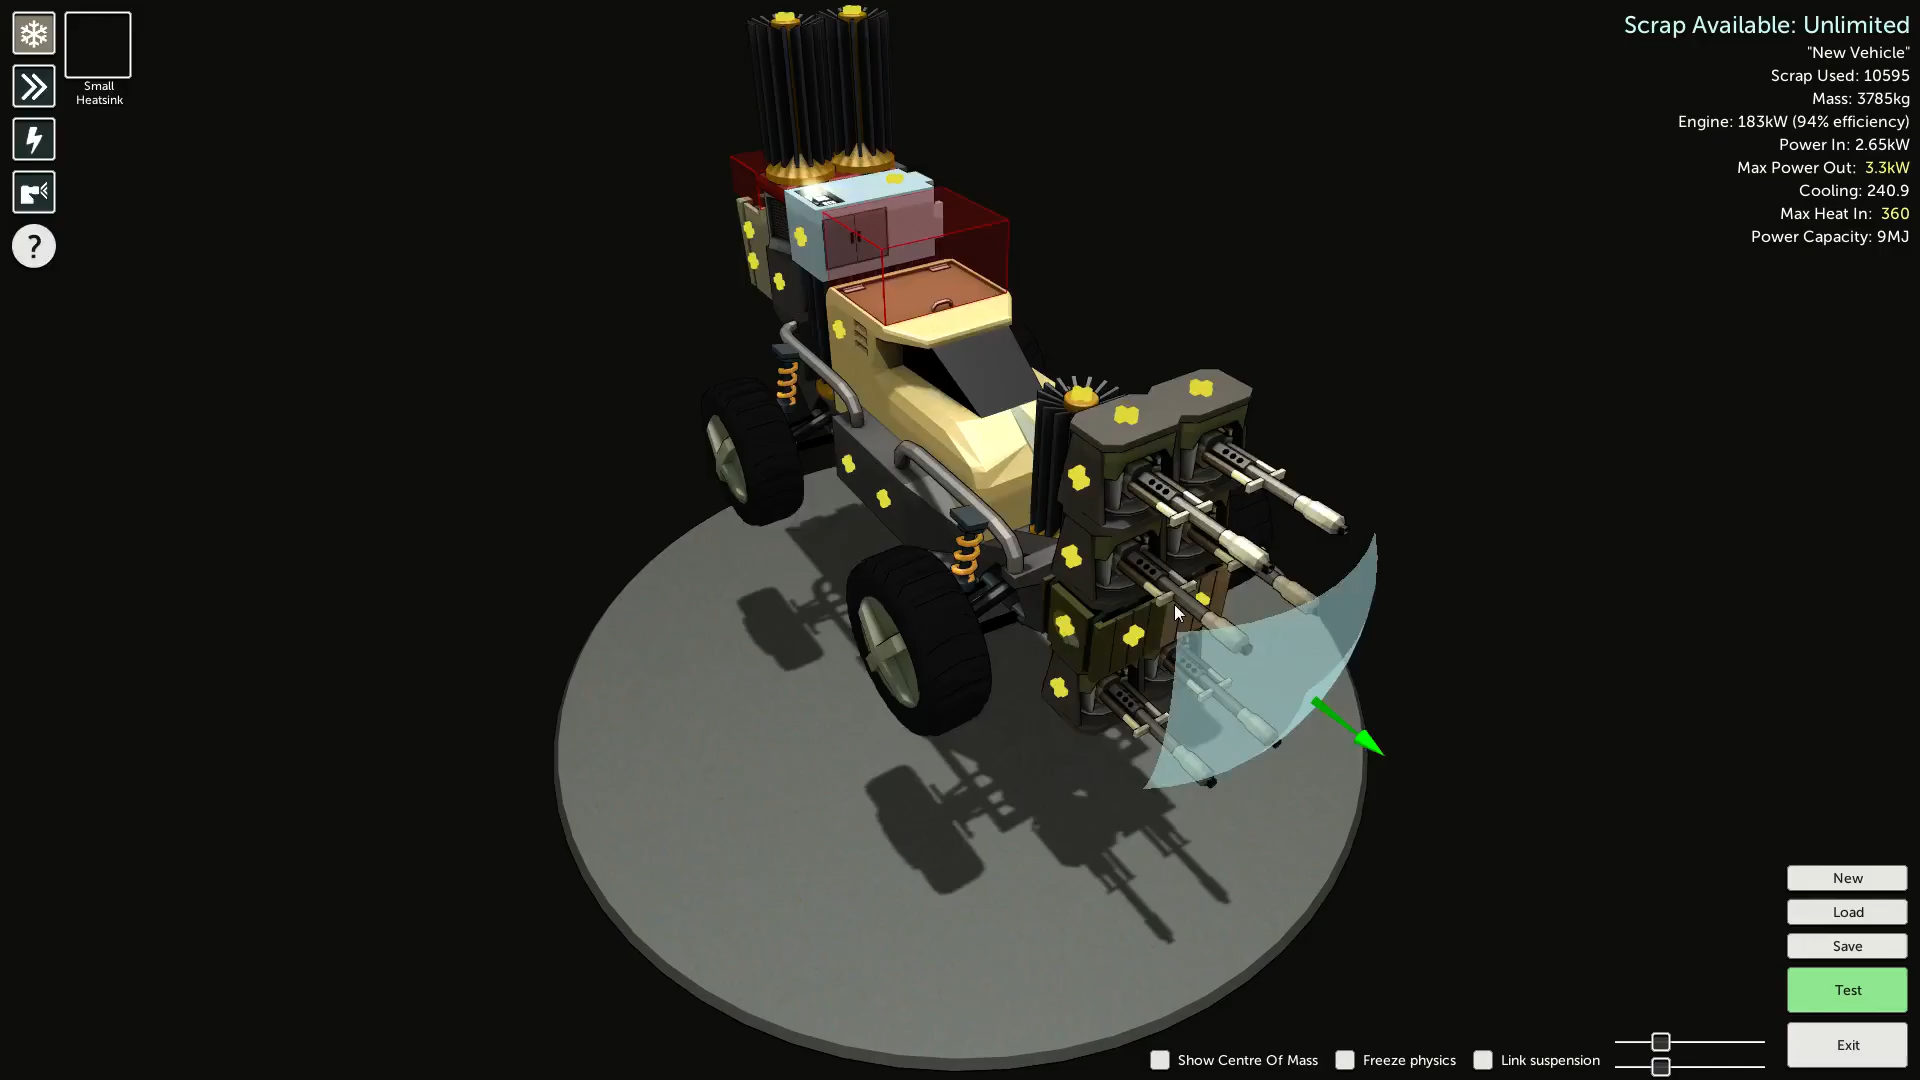 Small
Heatsink
?
Scrap Available: Unlimited
"New Vehicle"
Scrap Used: 10595
Mass: 3785kg
Engine: 183kW (94% efficiency)
Power In: 2.65kW
Max Power Out: 3.3kW
Cooling: 240.9
Max Heat In: 360
Power Capacity: 9MJ
New
Load
Save
Test
Exit
Show Centre Of Mass
Freeze physics
Link suspension